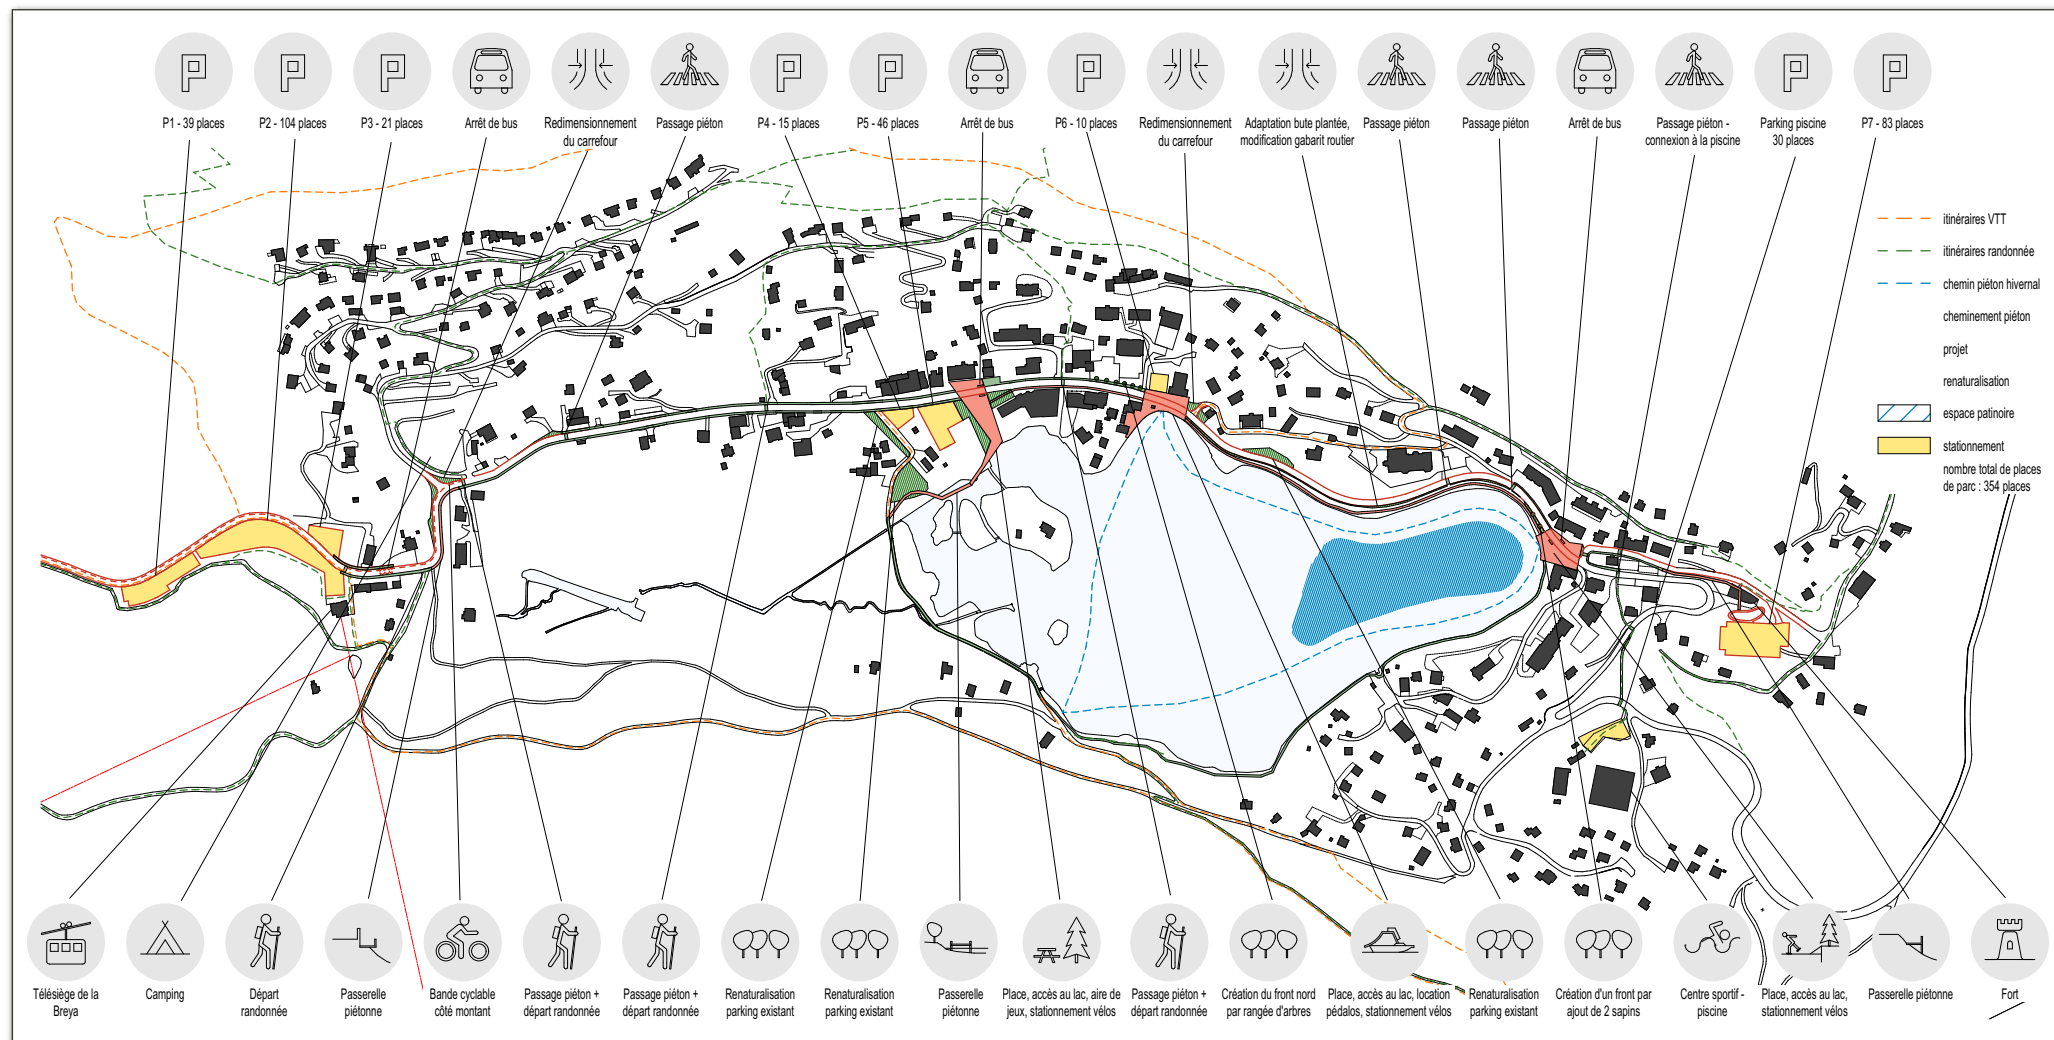 P1 - 39 places
P2 - 104 places
P3 - 21 places
Arrêt de bus
Redimensionnement
du carrefour
Passage piéton
P4 - 15 places
P5 - 46 places
Arrêt de bus
P6 - 10 places
Redimensionnement
du carrefour
Adaptation bute plantée,
modification gabarit routier
Passage piéton
Passage piéton
Arrêt de bus
Passage piéton -
connexion à la piscine
Parking piscine
30 places
P7 - 83 places
itinéraires VTT
itinéraires randonnée
chemin piéton hivernal
cheminement piéton
projet
renaturalisation
espace patinoire
stationnement
nombre total de places
de parc : 354 places
Télésiège de la
Breya
Camping
Départ
randonnée
Passerelle
piétonne
Bande cyclable
côté montant
Passage piéton +
départ randonnée
Passage piéton +
départ randonnée
Renaturalisation
parking existant
Renaturalisation
parking existant
Passerelle
piétonne
Place, accès au lac, aire de
jeux, stationnement vélos
Passage piéton +
départ randonnée
Création du front nord
par rangée d'arbres
Place, accès au lac, location
pédalos, stationnement vélos
Renaturalisation
parking existant
Création d'un front par
ajout de 2 sapins
Centre sportif -
piscine
Place, accès au lac,
stationnement vélos
Passerelle piétonne
Fort